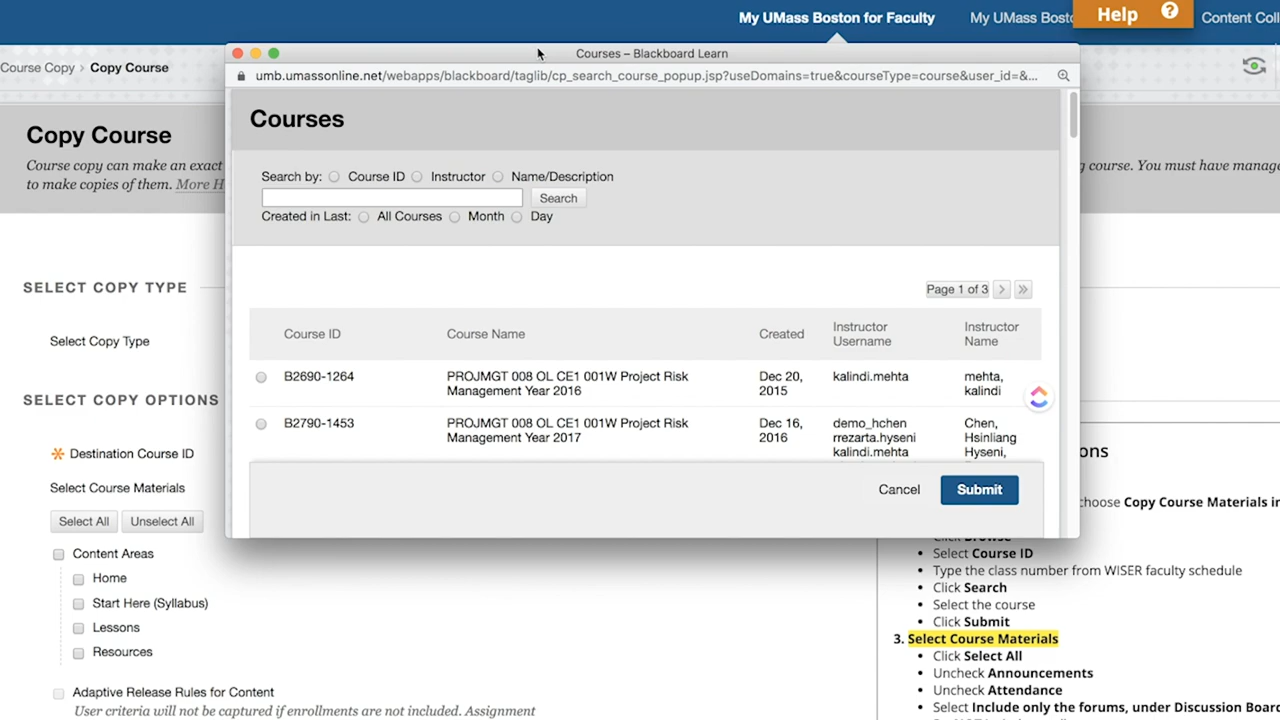 My UMass Boston for Faculty
My UMass Bost
Help
?
Content Coll
Course Copy > Copy Course
Courses – Blackboard Learn
umb.umassonline.net/webapps/blackboard/taglib/cp_search_course_popup.jsp?useDomains=true&courseType=course&user_id=&...
Copy Course
Course copy can make an exact
g course. You must have manage
to make copies of them. More H
Courses
Search by: Course ID Instructor Name/Description
Search
Created in Last: All Courses Month Day
Page 1 of 3 > »
Course ID
Course Name
Created
Instructor
Username
Instructor
Name
B2690-1264
PROJMGT 008 OL CE1 001W Project Risk
Management Year 2016
Dec 20,
2015
kalindi.mehta
mehta,
kalindi
B2790-1453
PROJMGT 008 OL CE1 001W Project Risk
Management Year 2017
Dec 16,
2016
demo_hchen
rrezarta.hyseni
kalindi.mehta
Chen,
Hsinliang
Hyseni,
Cancel
Submit
SELECT COPY TYPE
Select Copy Type
SELECT COPY OPTIONS
Destination Course ID
Select Course Materials
Select All
Unselect All
Content Areas
Home
Start Here (Syllabus)
Lessons
Resources
Adaptive Release Rules for Content
User criteria will not be captured if enrollments are not included. Assignment
ons
choose Copy Course Materials in
Click Browse
• Select Course ID
• Type the class number from WISER faculty schedule
• Click Search
• Select the course
• Click Submit
3. Select Course Materials
• Click Select All
• Uncheck Announcements
• Uncheck Attendance
• Select Include only the forums, under Discussion Board